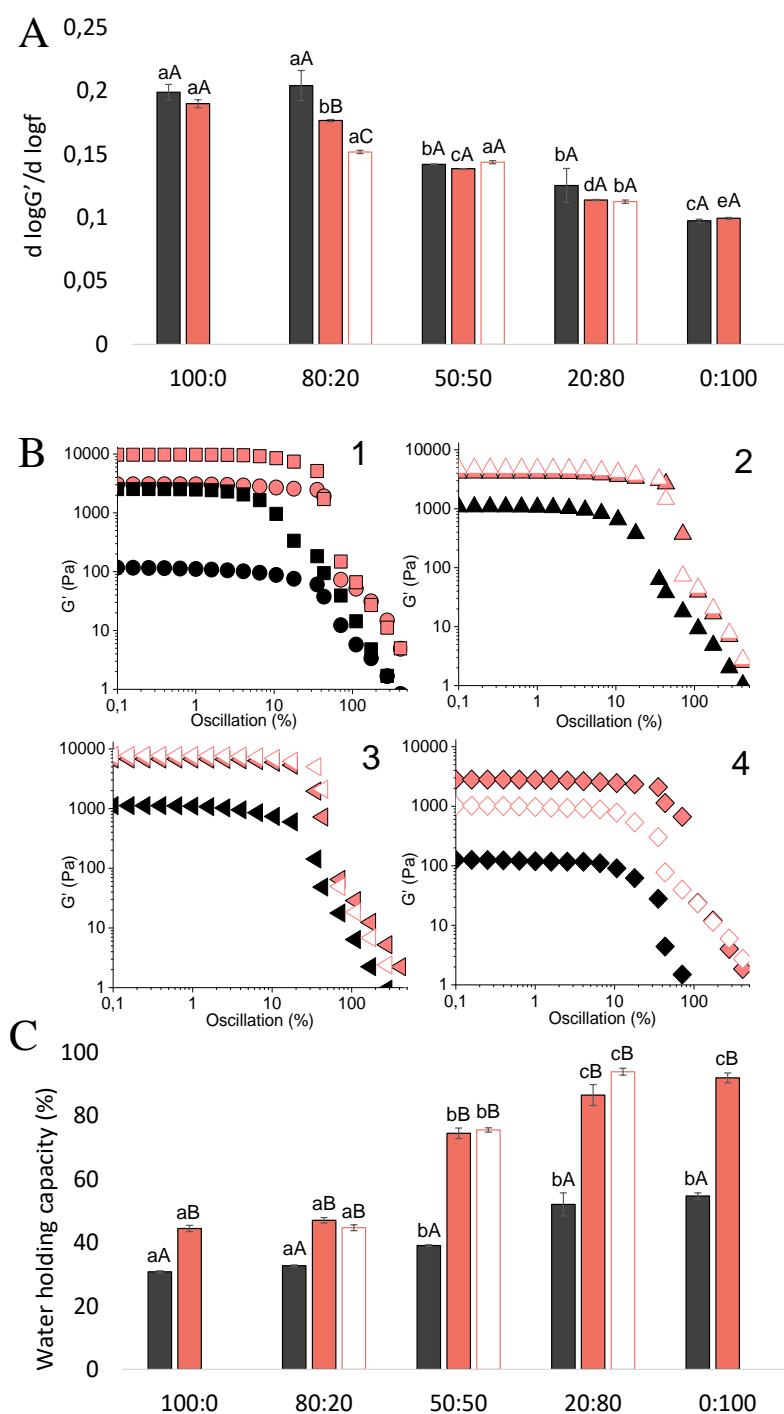 A
d logG'/d logf
0,25
0,2
0,15
0,1
0,05
0
aA aA
aA bB aC
bA cA aA
bA dA bA
cA eA
100:0 80:20 50:50 20:80 0:100
B
1
G' (Pa)
10000
1000
100
10
1
0,1 1 10 100
Oscillation (%)
2
G' (Pa)
10000
1000
100
10
1
0,1 1 10 100
Oscillation (%)
3
G' (Pa)
10000
1000
100
10
1
0,1 1 10 100
Oscillation (%)
4
G' (Pa)
10000
1000
100
10
1
0,1 1 10 100
Oscillation (%)
C
Water holding capacity (%)
100
80
60
40
20
0
aA aB
aA aB aB
bA bB bB
bA cB cB
bA cB
100:0 80:20 50:50 20:80 0:100